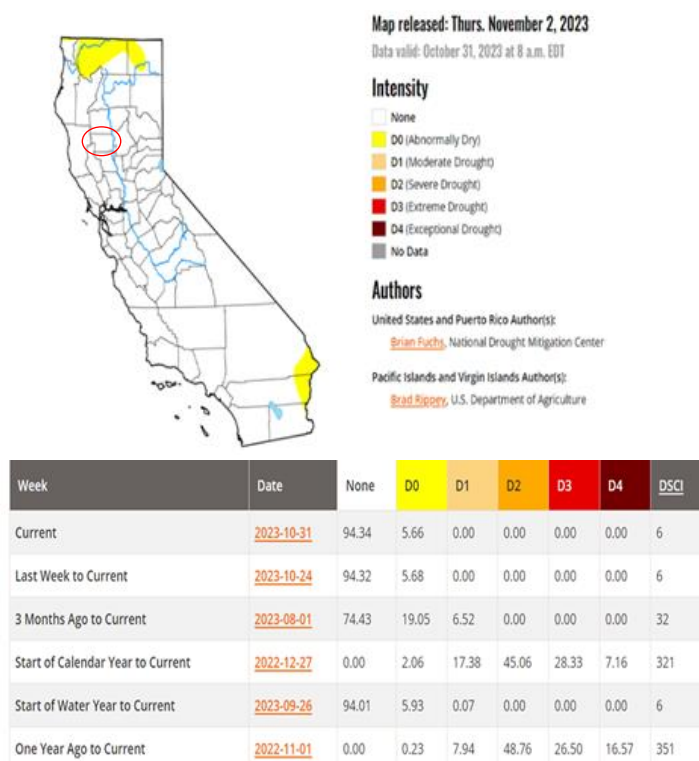 Map released: Thurs. November 2, 2023
Data valid: October 31, 2023 at 8 a.m. EDT
Intensity
None
D0 (Abnormally Dry)
D1 (Moderate Drought)
D2 (Severe Drought)
D3 (Extreme Drought)
D4 (Exceptional Drought)
No Data
Authors
United States and Puerto Rico Author(s):
Brian Fuchs, National Drought Mitigation Center
Pacific Islands and Virgin Islands Author(s):
Brad Rippey, U.S. Department of Agriculture
Week Date None D0 D1 D2 D3 D4 DSCI
Current 2023-10-31 94.34 5.66 0.00 0.00 0.00 0.00 6
Last Week to Current 2023-10-24 94.32 5.68 0.00 0.00 0.00 0.00 6
3 Months Ago to Current 2023-08-01 74.43 19.05 6.52 0.00 0.00 0.00 32
Start of Calendar Year to Current 2022-12-27 0.00 2.06 17.38 45.06 28.33 7.16 321
Start of Water Year to Current 2023-09-26 94.01 5.93 0.07 0.00 0.00 0.00 6
One Year Ago to Current 2022-11-01 0.00 0.23 7.94 48.76 26.50 16.57 351